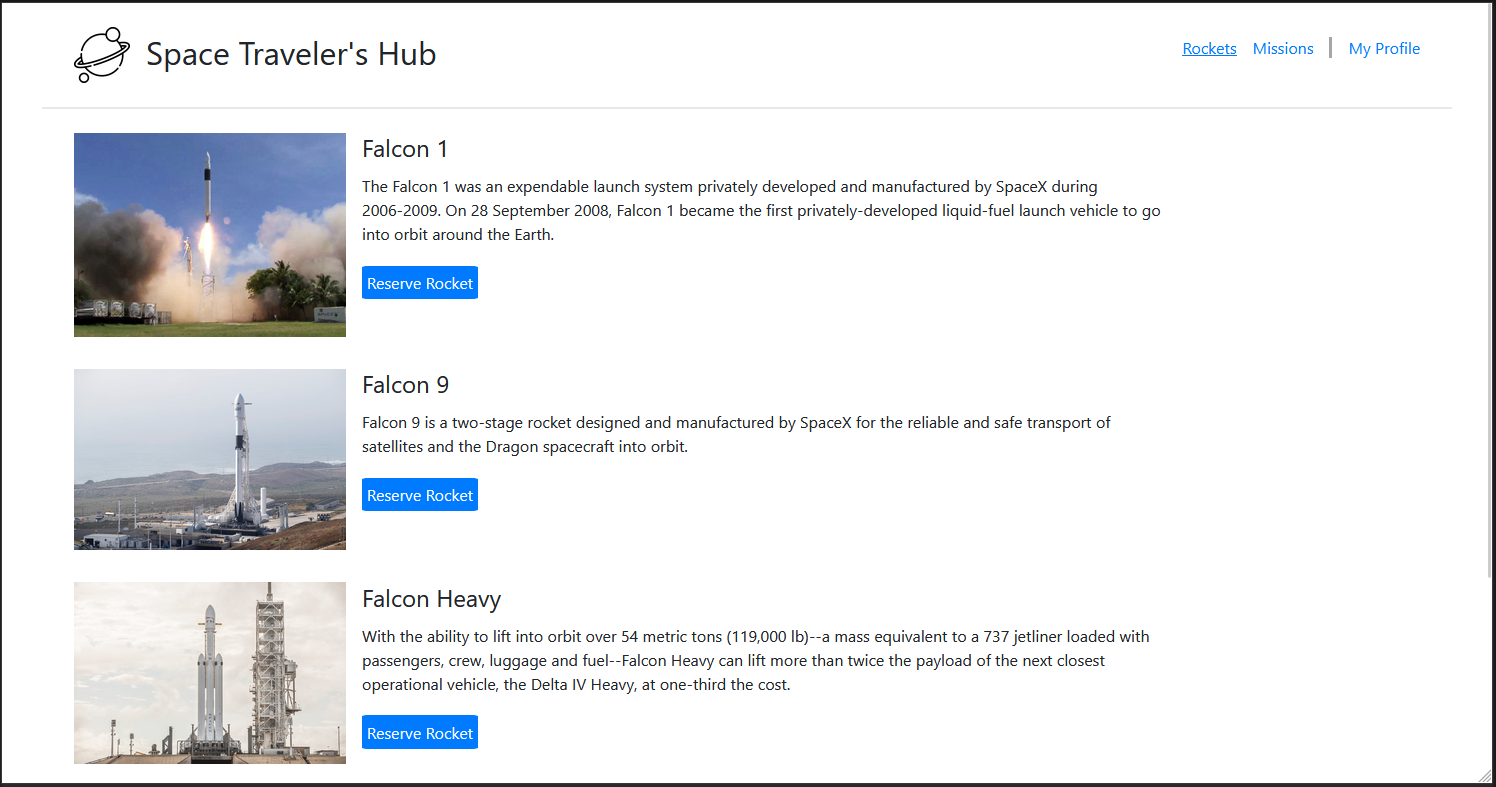 Space Traveler's Hub
Rockets Missions | My Profile
Falcon 1
The Falcon 1 was an expendable launch system privately developed and manufactured by SpaceX during
2006-2009. On 28 September 2008, Falcon 1 became the first privately-developed liquid-fuel launch vehicle to go
into orbit around the Earth.
Reserve Rocket
Falcon 9
Falcon 9 is a two-stage rocket designed and manufactured by SpaceX for the reliable and safe transport of
satellites and the Dragon spacecraft into orbit.
Reserve Rocket
Falcon Heavy
With the ability to lift into orbit over 54 metric tons (119,000 lb)--a mass equivalent to a 737 jetliner loaded with
passengers, crew, luggage and fuel--Falcon Heavy can lift more than twice the payload of the next closest
operational vehicle, the Delta IV Heavy, at one-third the cost.
Reserve Rocket